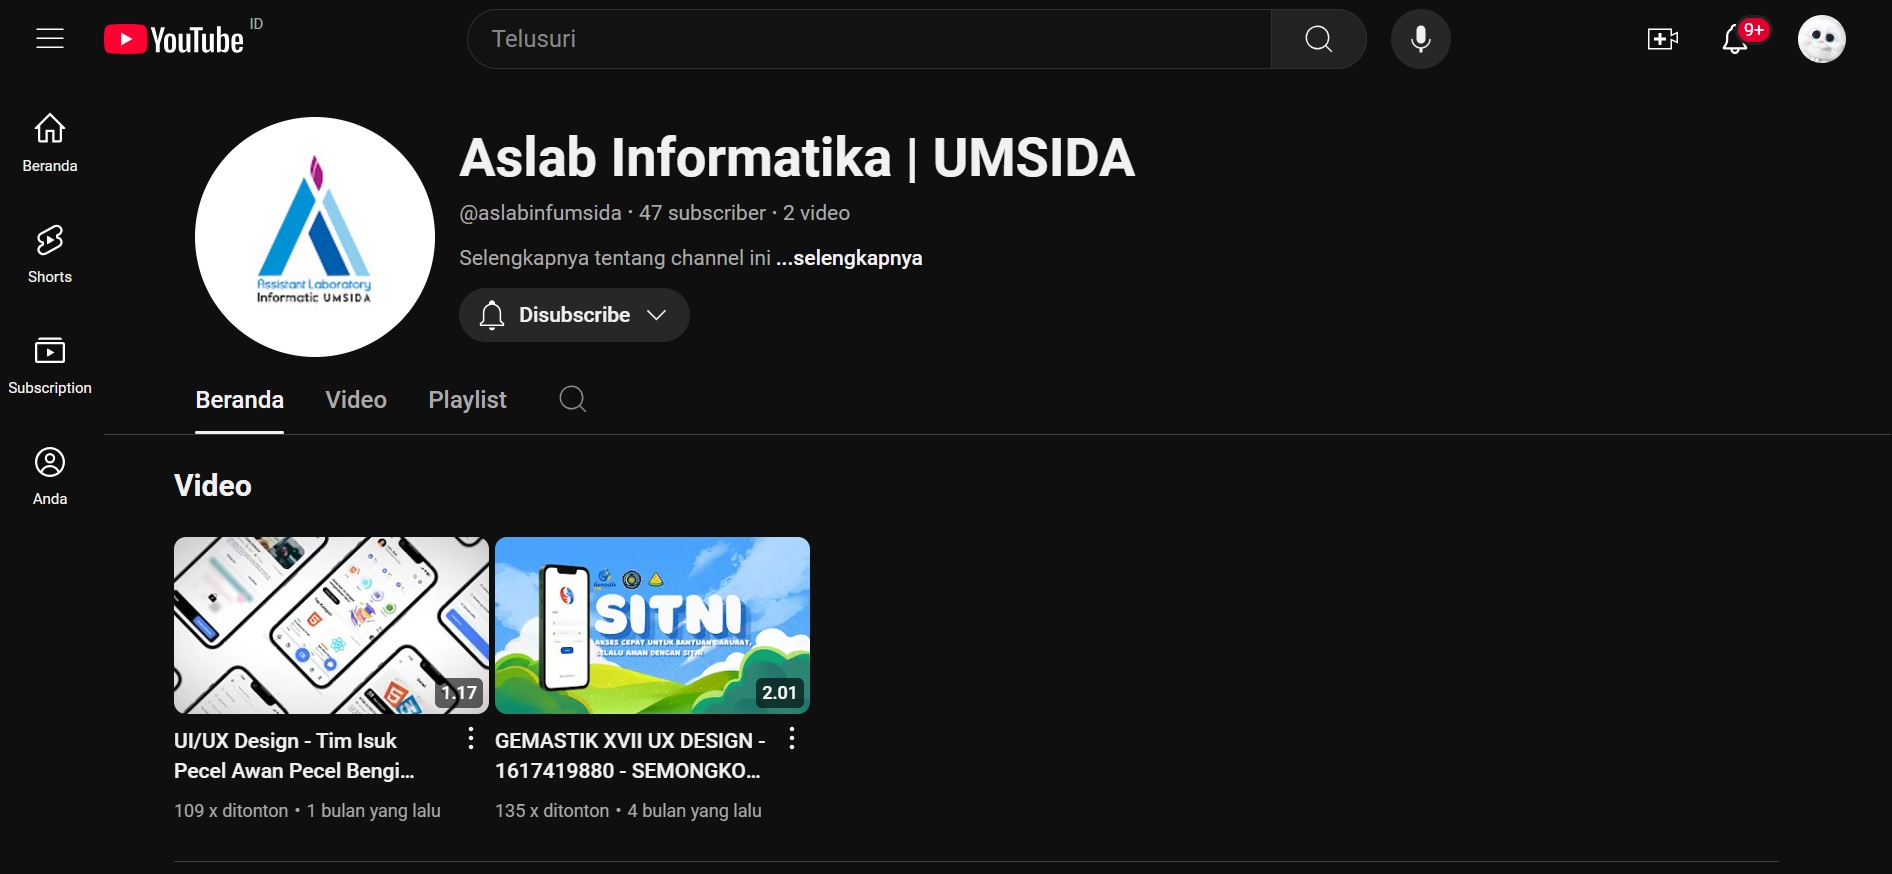 YouTube ID
Telusuri
9+
Beranda
Shorts
Subscription
Anda
Assistant Laboratory
Informatic UMSIDA
Aslab Informatika | UMSIDA
@aslabinfumsida · 47 subscriber · 2 video
Selengkapnya tentang channel ini ...selengkapnya
Disubscribe
Beranda
Video
Playlist
Video
1.17
UI/UX Design - Tim Isuk
Pecel Awan Pecel Bengi...
109 x ditonton • 1 bulan yang lalu
Gemastik
SITNI
AKSES CEPAT UNTUK BANTUAN DARURAT,
SELALU AMAN DENGAN SITNI
2.01
GEMASTIK XVII UX DESIGN -
1617419880 - SEMONGKO...
135 x ditonton • 4 bulan yang lalu